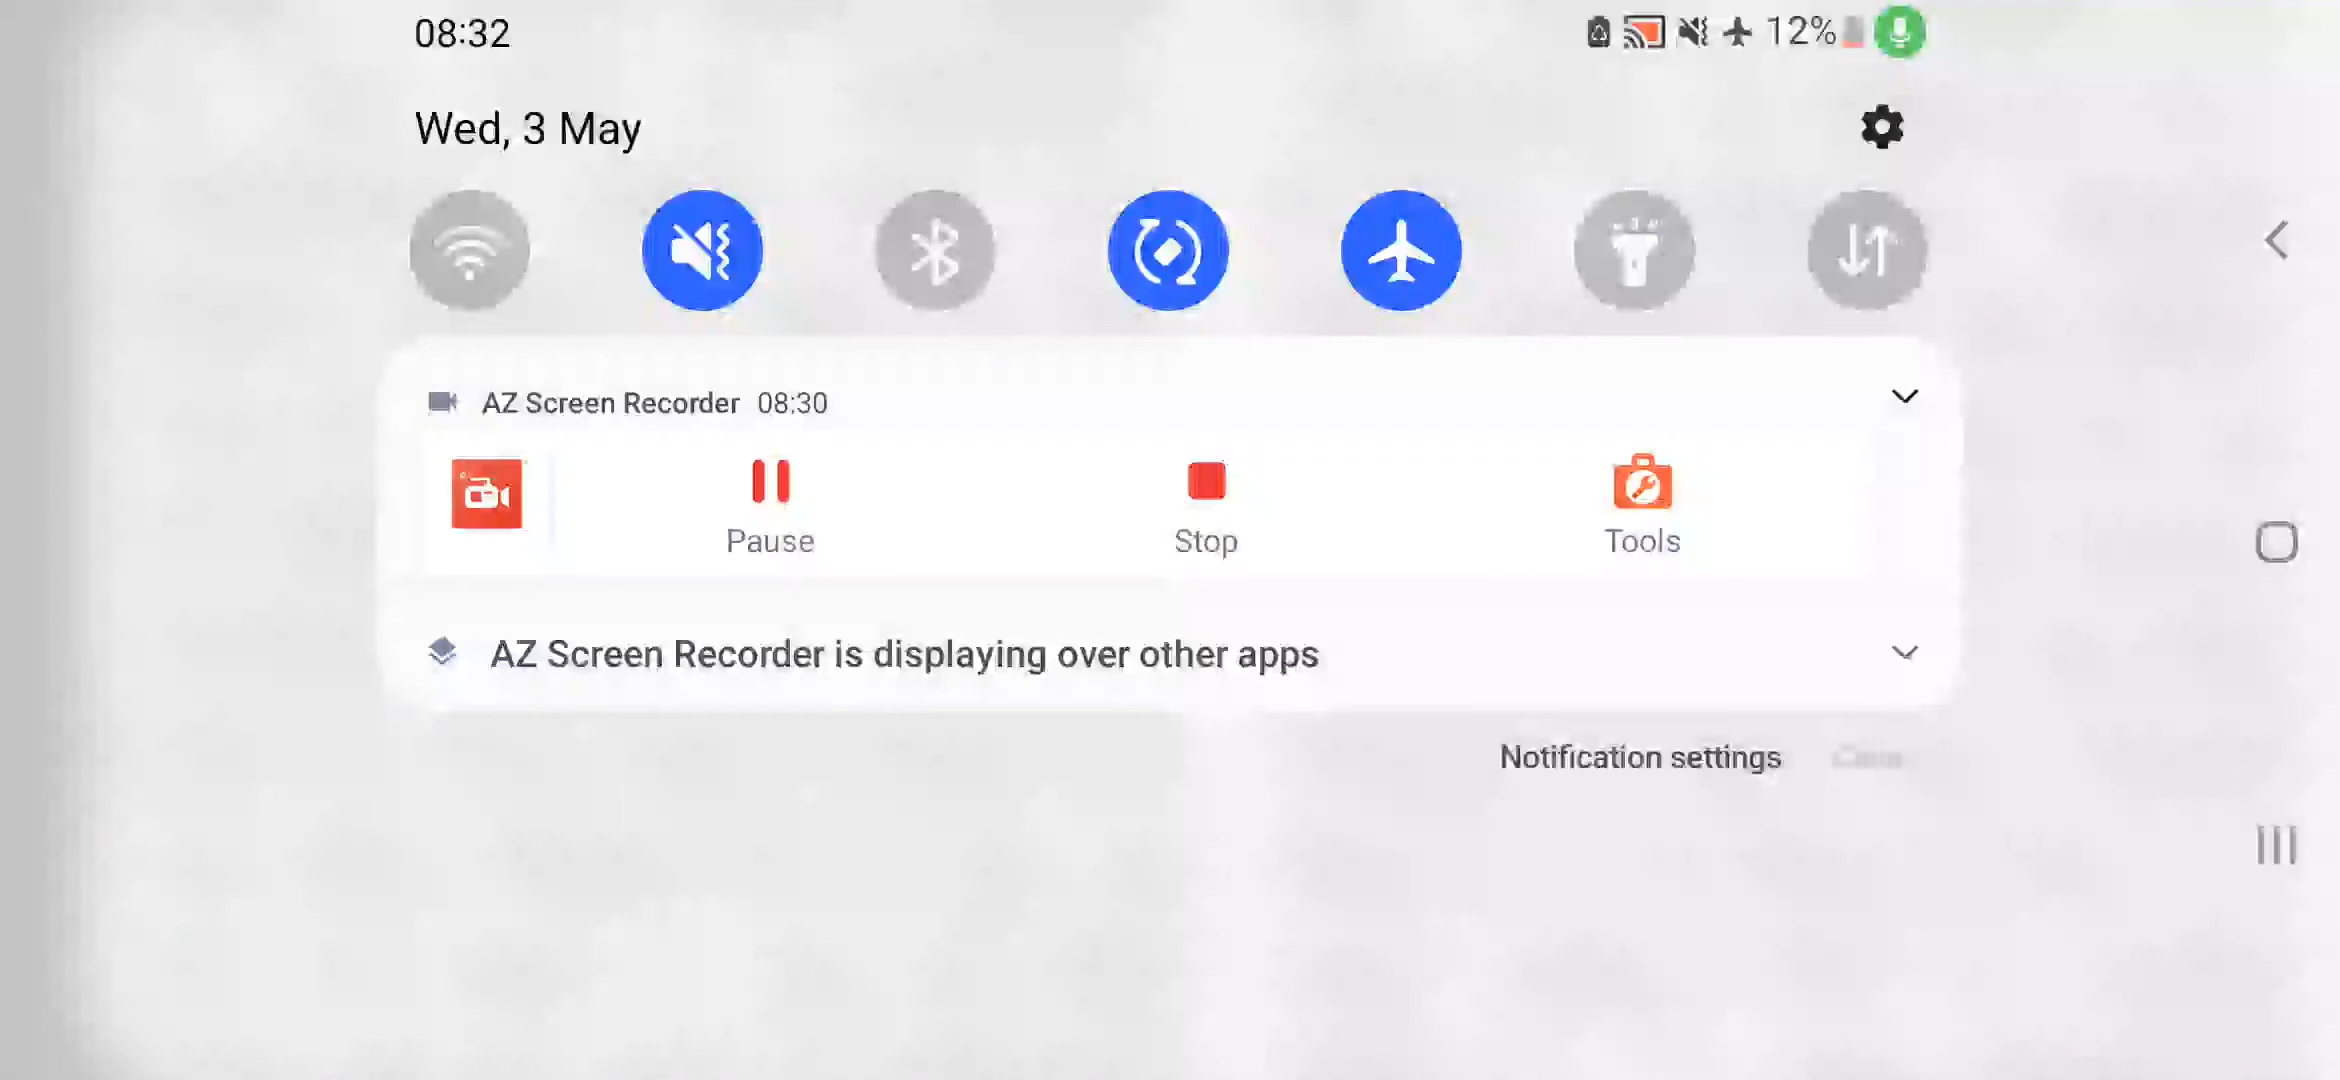 08:32
12%
Wed, 3 May
AZ Screen Recorder 08:30
Pause
Stop
Tools
AZ Screen Recorder is displaying over other apps
Notification settings